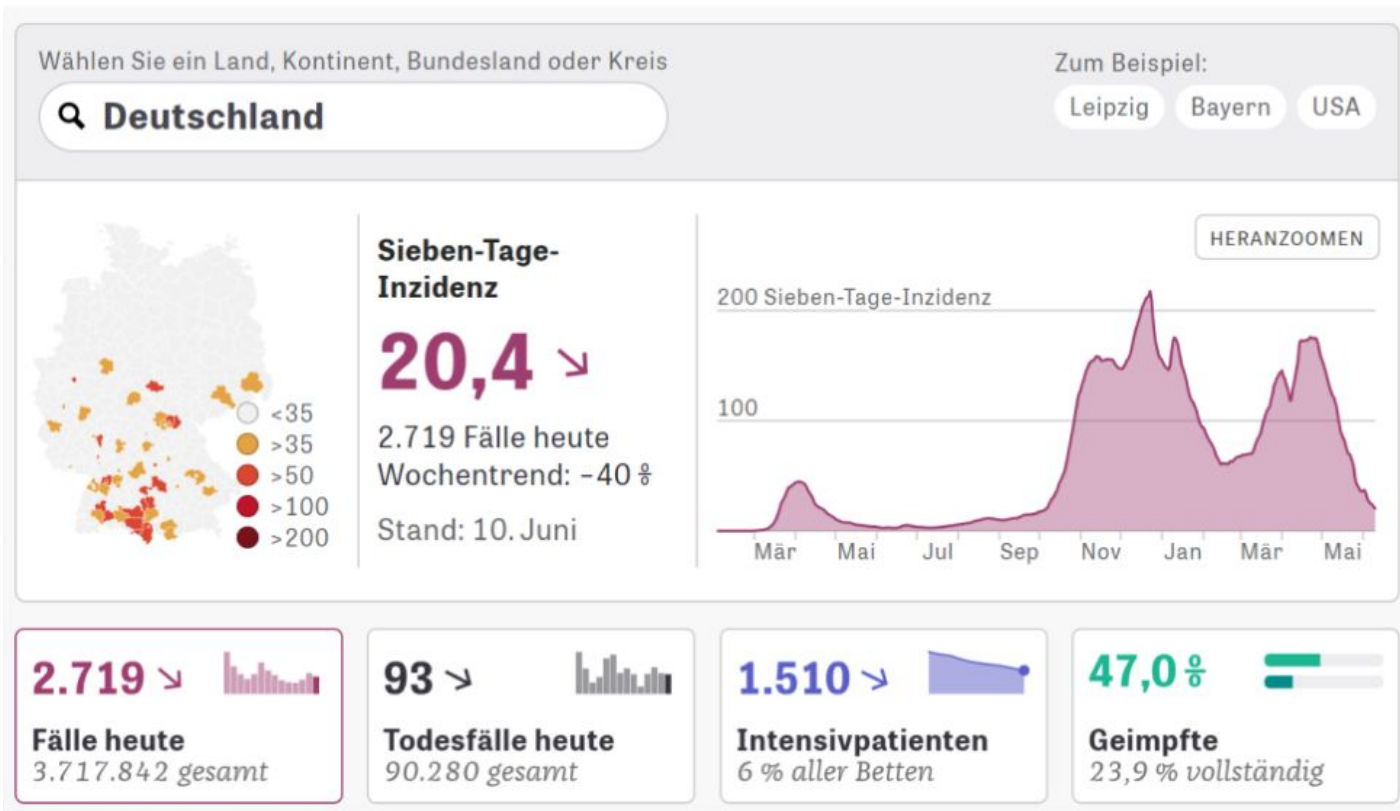 Wählen Sie ein Land, Kontinent, Bundesland oder Kreis
Deutschland
Zum Beispiel:
Leipzig
Bayern
USA
<35
>35
>50
>100
>200
Sieben-Tage-
Inzidenz
20,4 ↘
2.719 Fälle heute
Wochentrend: -40 %
Stand: 10. Juni
HERANZOOMEN
200 Sieben-Tage-Inzidenz
100
Mär Mai Jul Sep Nov Jan Mär Mai
2.719 ↘
Fälle heute
3.717.842 gesamt
93 ↘
Todesfälle heute
90.280 gesamt
1.510 ↘
Intensivpatienten
6 % aller Betten
47,0 %
Geimpfte
23,9 % vollständig